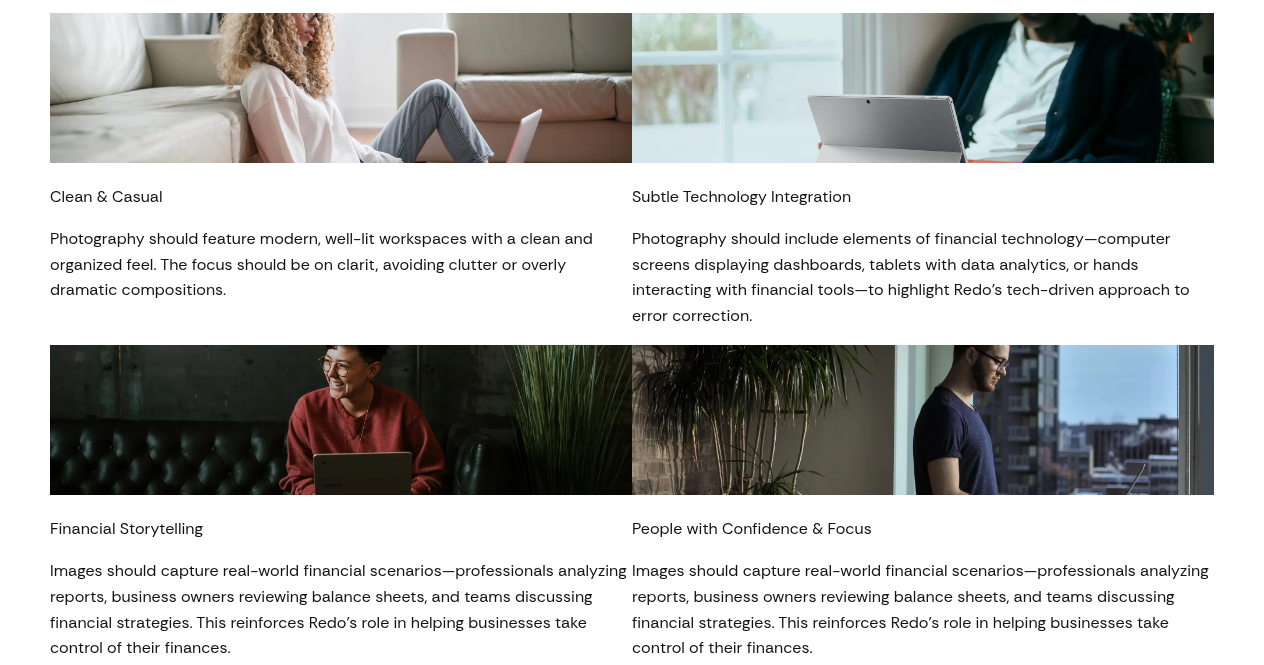 Clean & Casual
Photography should feature modern, well-lit workspaces with a clean and
organized feel. The focus should be on clarit, avoiding clutter or overly
dramatic compositions.
Subtle Technology Integration
Photography should include elements of financial technology—computer
screens displaying dashboards, tablets with data analytics, or hands
interacting with financial tools—to highlight Redo’s tech-driven approach to
error correction.
Financial Storytelling
Images should capture real-world financial scenarios—professionals analyzing
reports, business owners reviewing balance sheets, and teams discussing
financial strategies. This reinforces Redo’s role in helping businesses take
control of their finances.
People with Confidence & Focus
Images should capture real-world financial scenarios—professionals analyzing
reports, business owners reviewing balance sheets, and teams discussing
financial strategies. This reinforces Redo’s role in helping businesses take
control of their finances.